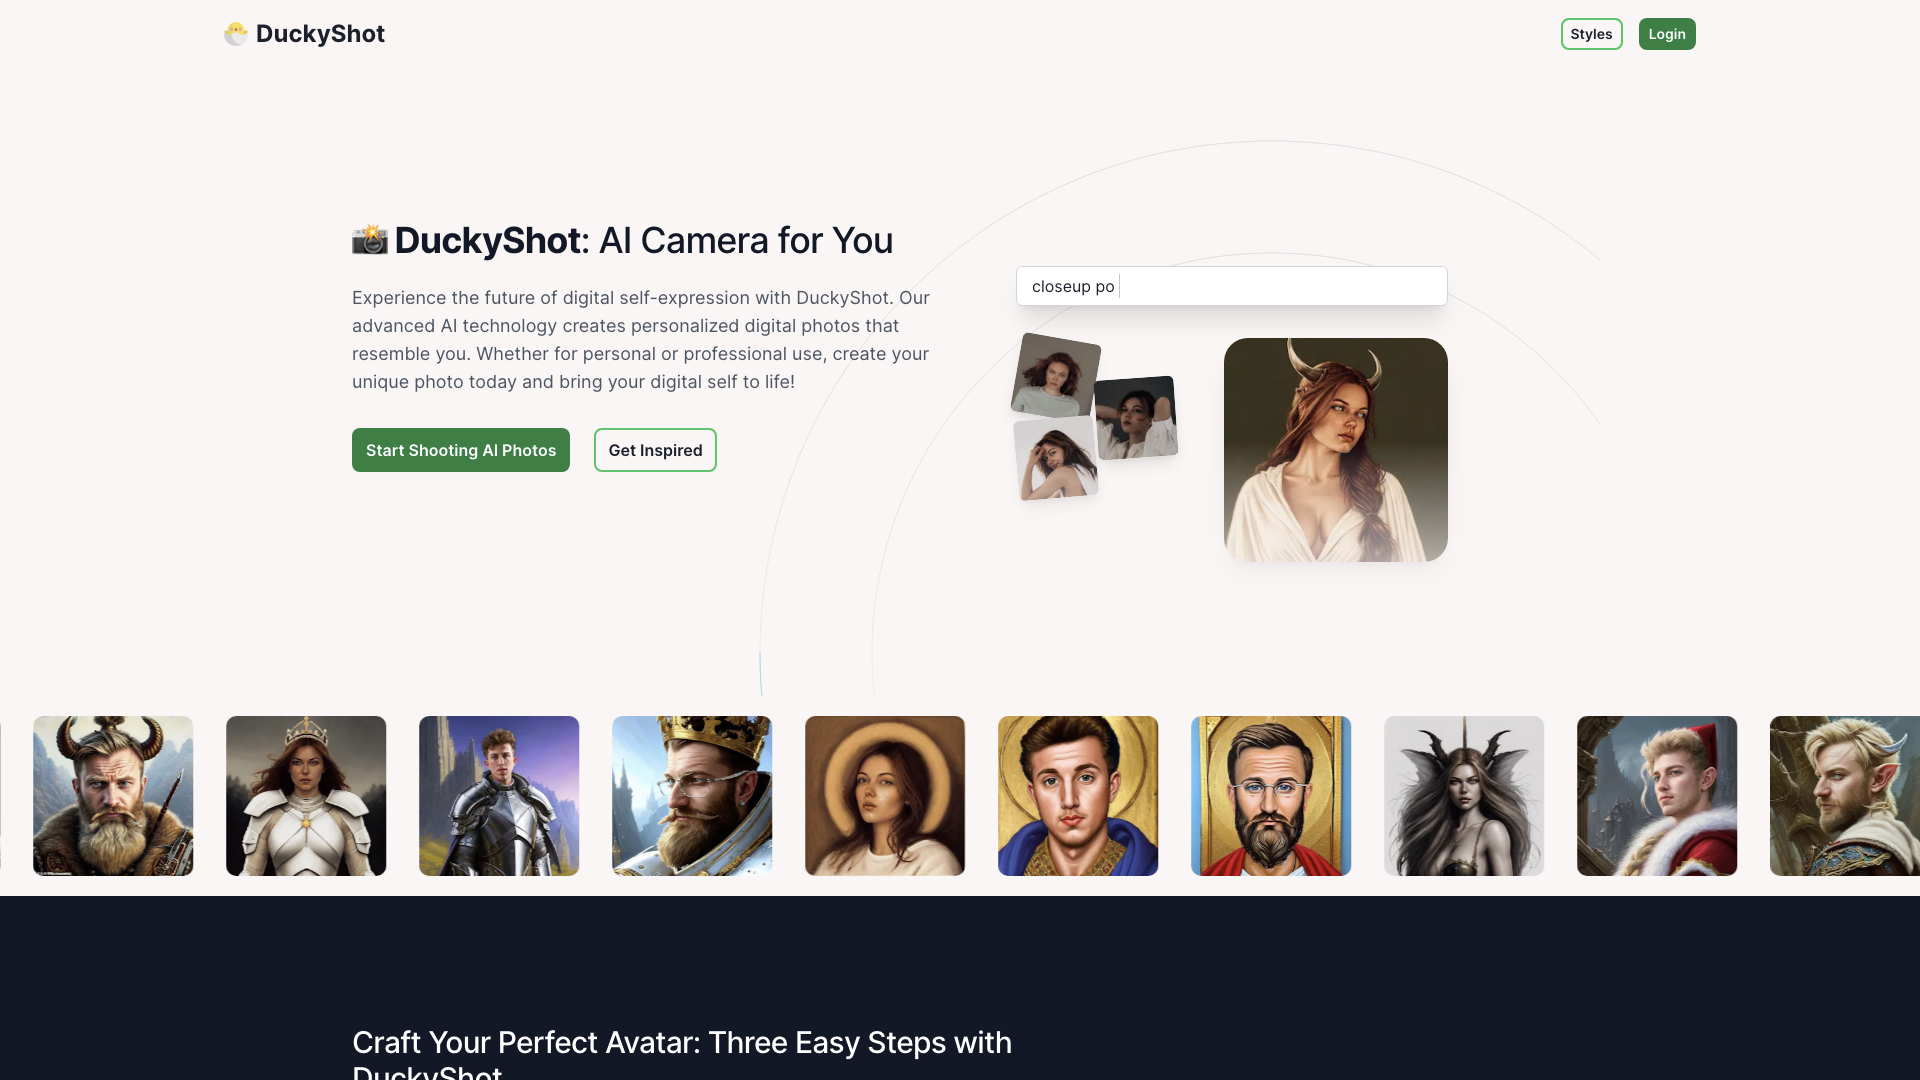 DuckyShot
Styles
Login
DuckyShot: AI Camera for You
Experience the future of digital self-expression with DuckyShot. Our
advanced AI technology creates personalized digital photos that
resemble you. Whether for personal or professional use, create your
unique photo today and bring your digital self to life!
Start Shooting AI Photos
Get Inspired
closeup po
Craft Your Perfect Avatar: Three Easy Steps with
DuckyShot